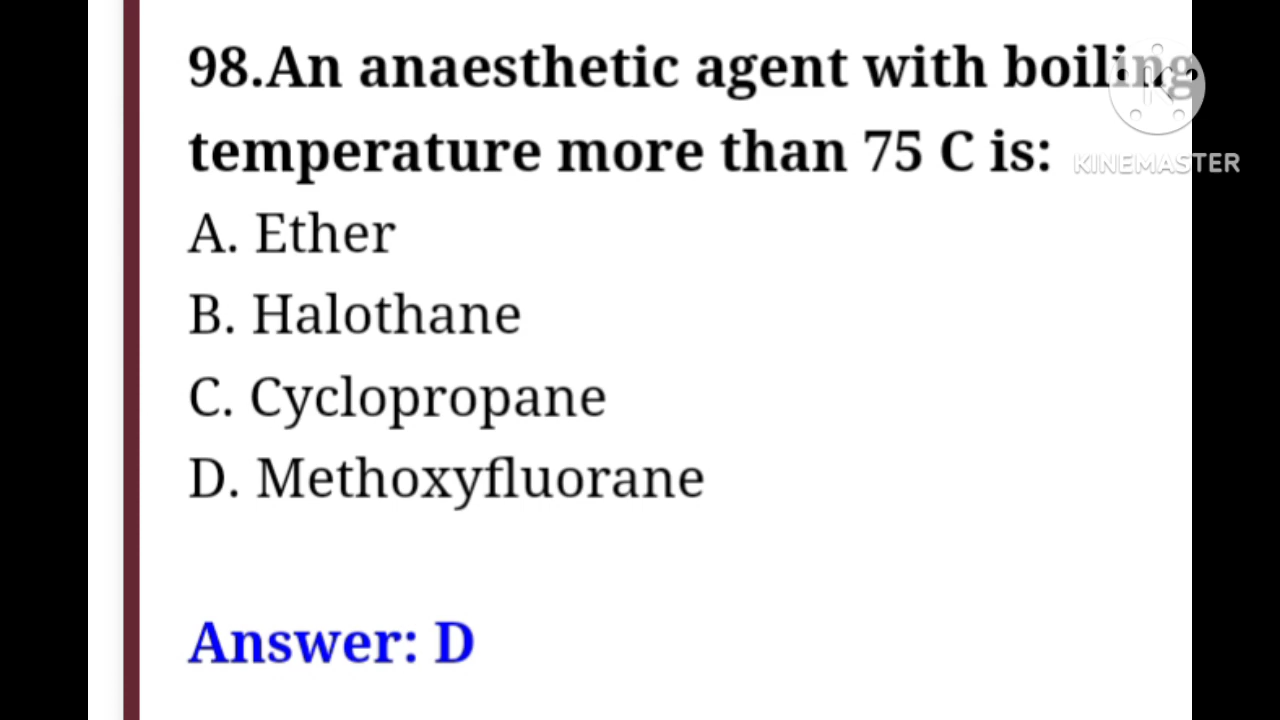 98.An anaesthetic agent with boiling
temperature more than 75 C is:
KINEMASTER
A. Ether
B. Halothane
C. Cyclopropane
D. Methoxyfluorane
Answer: D